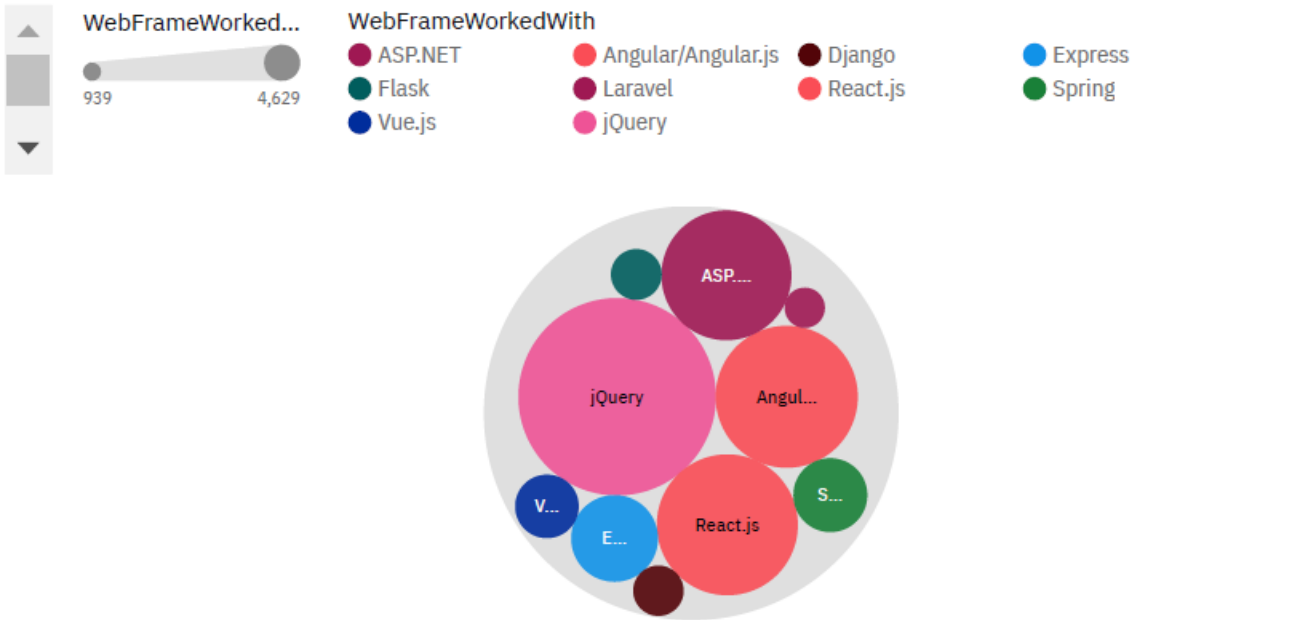 WebFrameWorked...
939 4,629
WebFrameWorkedWith
ASP.NET Angular/Angular.js Django Express
Flask Laravel React.js Spring
Vue.js jQuery
ASP....
jQuery
Angul...
V...
E...
React.js
S...